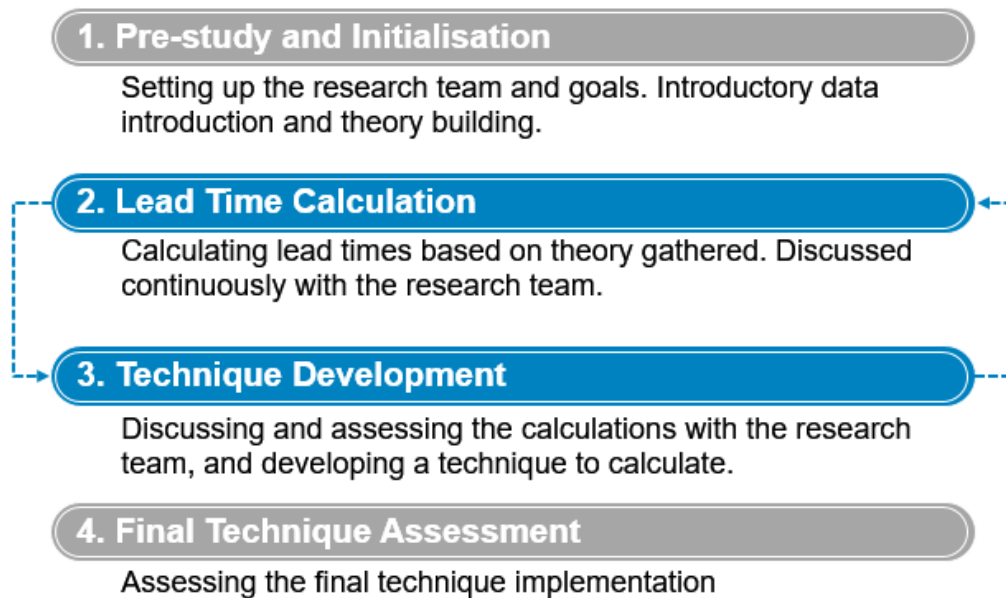 1. Pre-study and Initialisation
Setting up the research team and goals. Introductory data
introduction and theory building.
2. Lead Time Calculation
Calculating lead times based on theory gathered. Discussed
continuously with the research team.
3. Technique Development
Discussing and assessing the calculations with the research
team, and developing a technique to calculate.
4. Final Technique Assessment
Assessing the final technique implementation